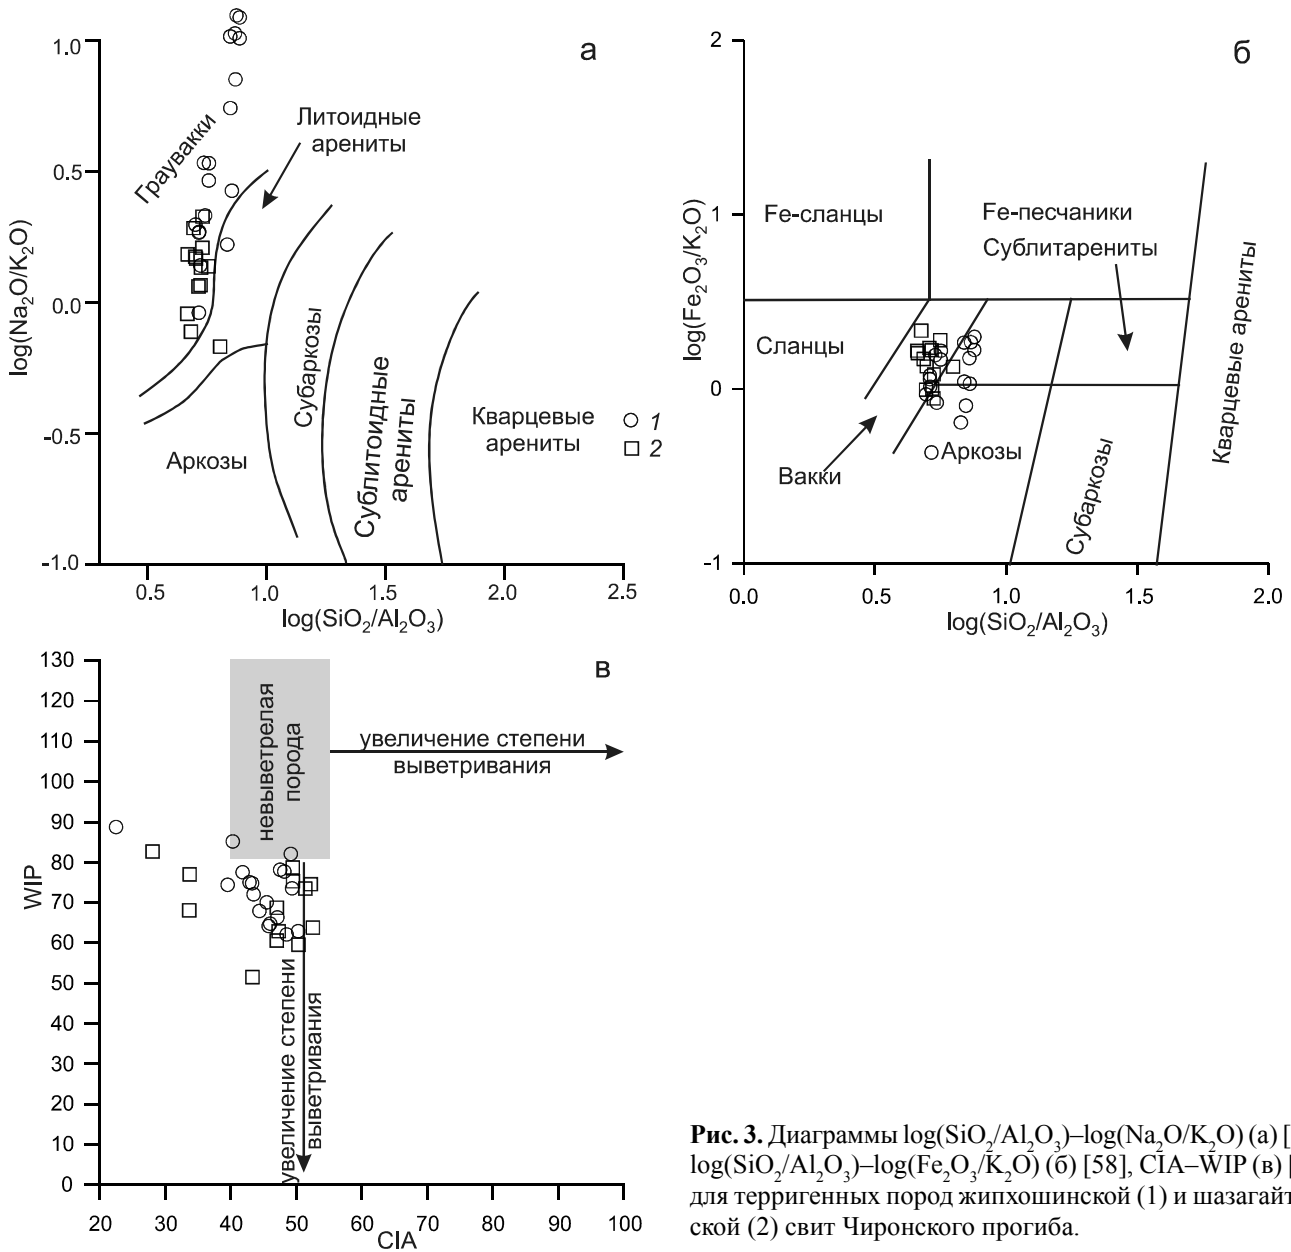 а
1.0
0.5
0.0
-0.5
-1.0
log(Na₂O/K₂O)
Граувакки
Литоидные
арениты
Аркозы
Субаркозы
Сублитоидные
арениты
Кварцевые
арениты
1
2
0.5 1.0 1.5 2.0 2.5
log(SiO₂/Al₂O₃)
б
2
1
0
-1
log(Fe₂O₃/K₂O)
Fe-сланцы
Fe-песчаники
Сублитарениты
Сланцы
Вакки
Аркозы
Субаркозы
Кварцевые арениты
0.0 0.5 1.0 1.5 2.0
log(SiO₂/Al₂O₃)
в
130
120
110
100
90
80
70
60
50
40
30
20
10
0
WIP
невыветрелая
порода
увеличение степени
выветривания
увеличение степени
выветривания
20 30 40 50 60 70 80 90 100
CIA
Рис. 3. Диаграммы log(SiO₂/Al₂O₃)–log(Na₂O/K₂O) (а) [
log(SiO₂/Al₂O₃)–log(Fe₂O₃/K₂O) (б) [58], CIA–WIP (в) [
для терригенных пород жипхошинской (1) и шазагайт
ской (2) свит Чиронского прогиба.